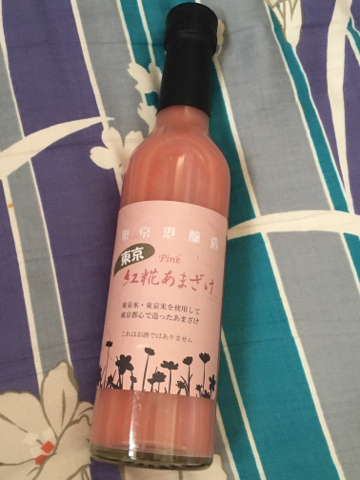 東京港醸造
東京
Pink
紅糀あまざけ
東京水・東京米を使用して
東京都心で造ったあまざけ
これはお酒ではありません